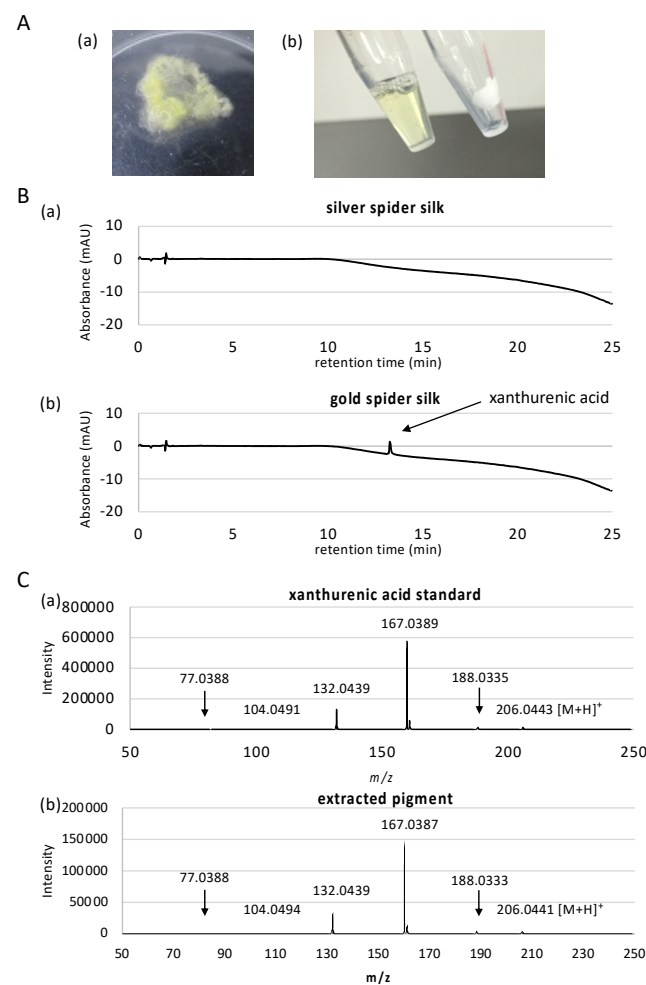 A
(a)
(b)
B
(a)
silver spider silk
Absorbance (mAU)
10
0
-10
-20
0 5 10 15 20 25
retention time (min)
(b)
gold spider silk
xanthurenic acid
Absorbance (mAU)
10
0
-10
-20
0 5 10 15 20 25
retention time (min)
C
(a)
xanthurenic acid standard
Intensity
800000
600000
400000
200000
0
167.0389
77.0388
188.0335
132.0439
104.0491
206.0443 [M+H]+
50 100 150 200 250
m/z
(b)
extracted pigment
Intensity
200000
150000
100000
50000
0
167.0387
77.0388
188.0333
132.0439
104.0494
206.0441 [M+H]+
50 70 90 110 130 150 170 190 210 230 250
m/z